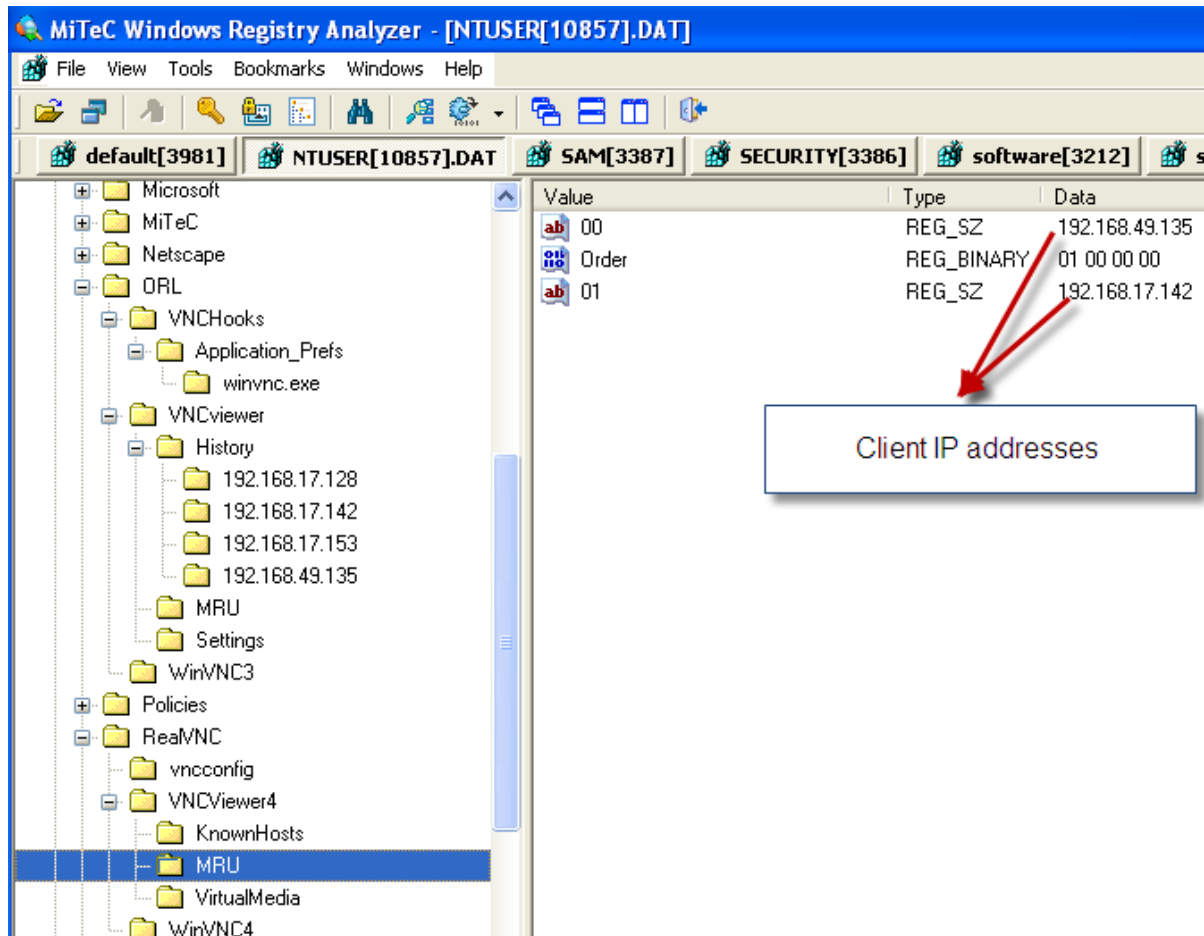 MiTeC Windows Registry Analyzer - [NTUSER[10857].DAT]
File View Tools Bookmarks Windows Help
default[3981] NTUSER[10857].DAT SAM[3387] SECURITY[3386] software[3212] s
Microsoft
MiTeC
Netscape
ORL
VNCHooks
Application_Prefs
winvnc.exe
VNCviewer
History
192.168.17.128
192.168.17.142
192.168.17.153
192.168.49.135
MRU
Settings
WinVNC3
Policies
RealVNC
vncconfig
VNCViewer4
KnownHosts
MRU
VirtualMedia
WinVNC4
Value Type Data
00 REG_SZ 192.168.49.135
Order REG_BINARY 01 00 00 00
01 REG_SZ 192.168.17.142
Client IP addresses